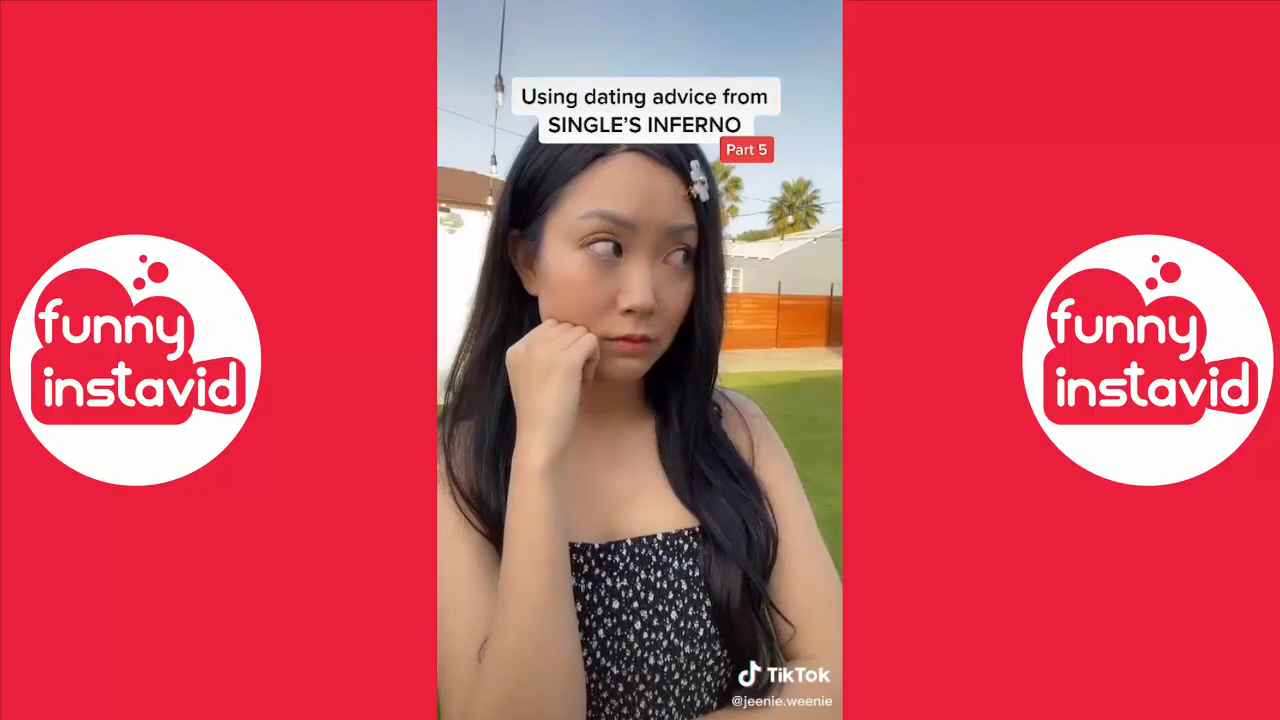 Using dating advice from
SINGLE'S INFERNO
Part 5
funny
instavid
funny
instavid
TikTok
@jeenie.weenie